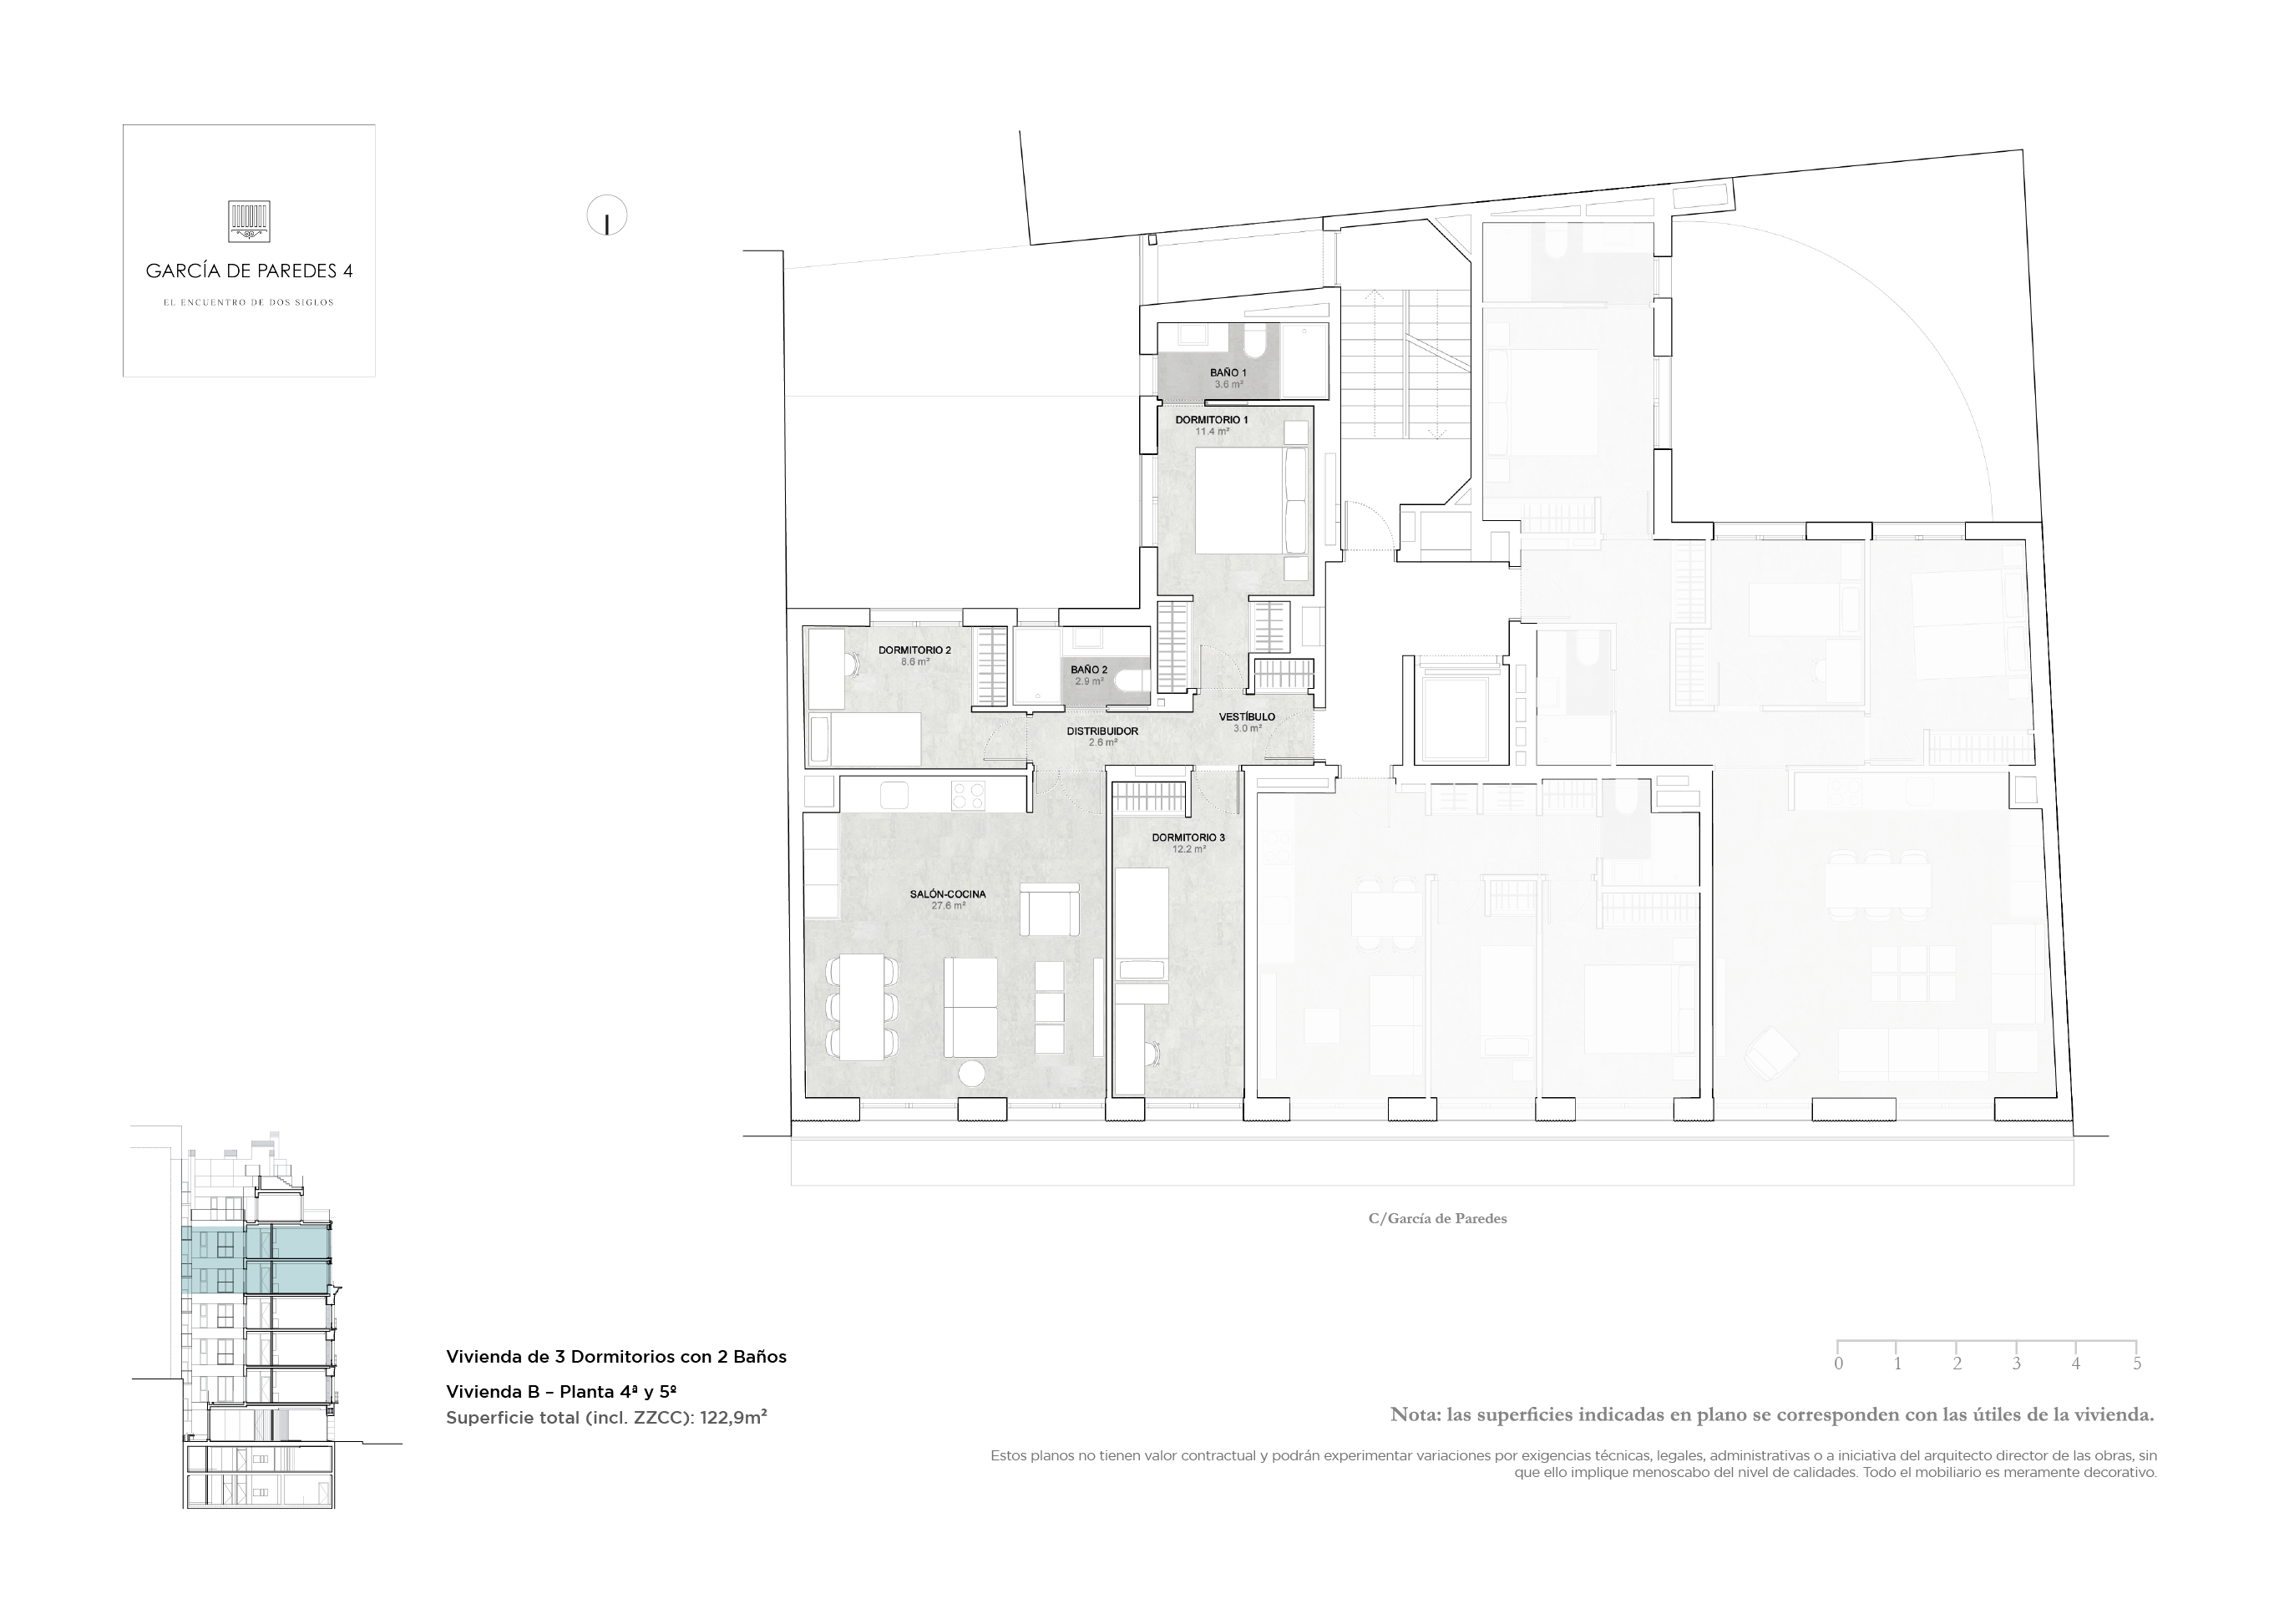 GARCÍA DE PAREDES 4
EL ENCUENTRO DE DOS SIGLOS
BAÑO 1
3.6 m²
DORMITORIO 1
11.4 m²
DORMITORIO 2
8.6 m²
BAÑO 2
2.9 m²
VESTÍBULO
3.0 m²
DISTRIBUIDOR
2.6 m²
DORMITORIO 3
12.2 m²
SALÓN-COCINA
27.6 m²
C/García de Paredes
Vivienda de 3 Dormitorios con 2 Baños
Vivienda B – Planta 4ª y 5º
Superficie total (incl. ZZCC): 122,9m²
0 1 2 3 4 5
Nota: las superficies indicadas en plano se corresponden con las útiles de la vivienda.
Estos planos no tienen valor contractual y podrán experimentar variaciones por exigencias técnicas, legales, administrativas o a iniciativa del arquitecto director de las obras, sin
que ello implique menoscabo del nivel de calidades. Todo el mobiliario es meramente decorativo.